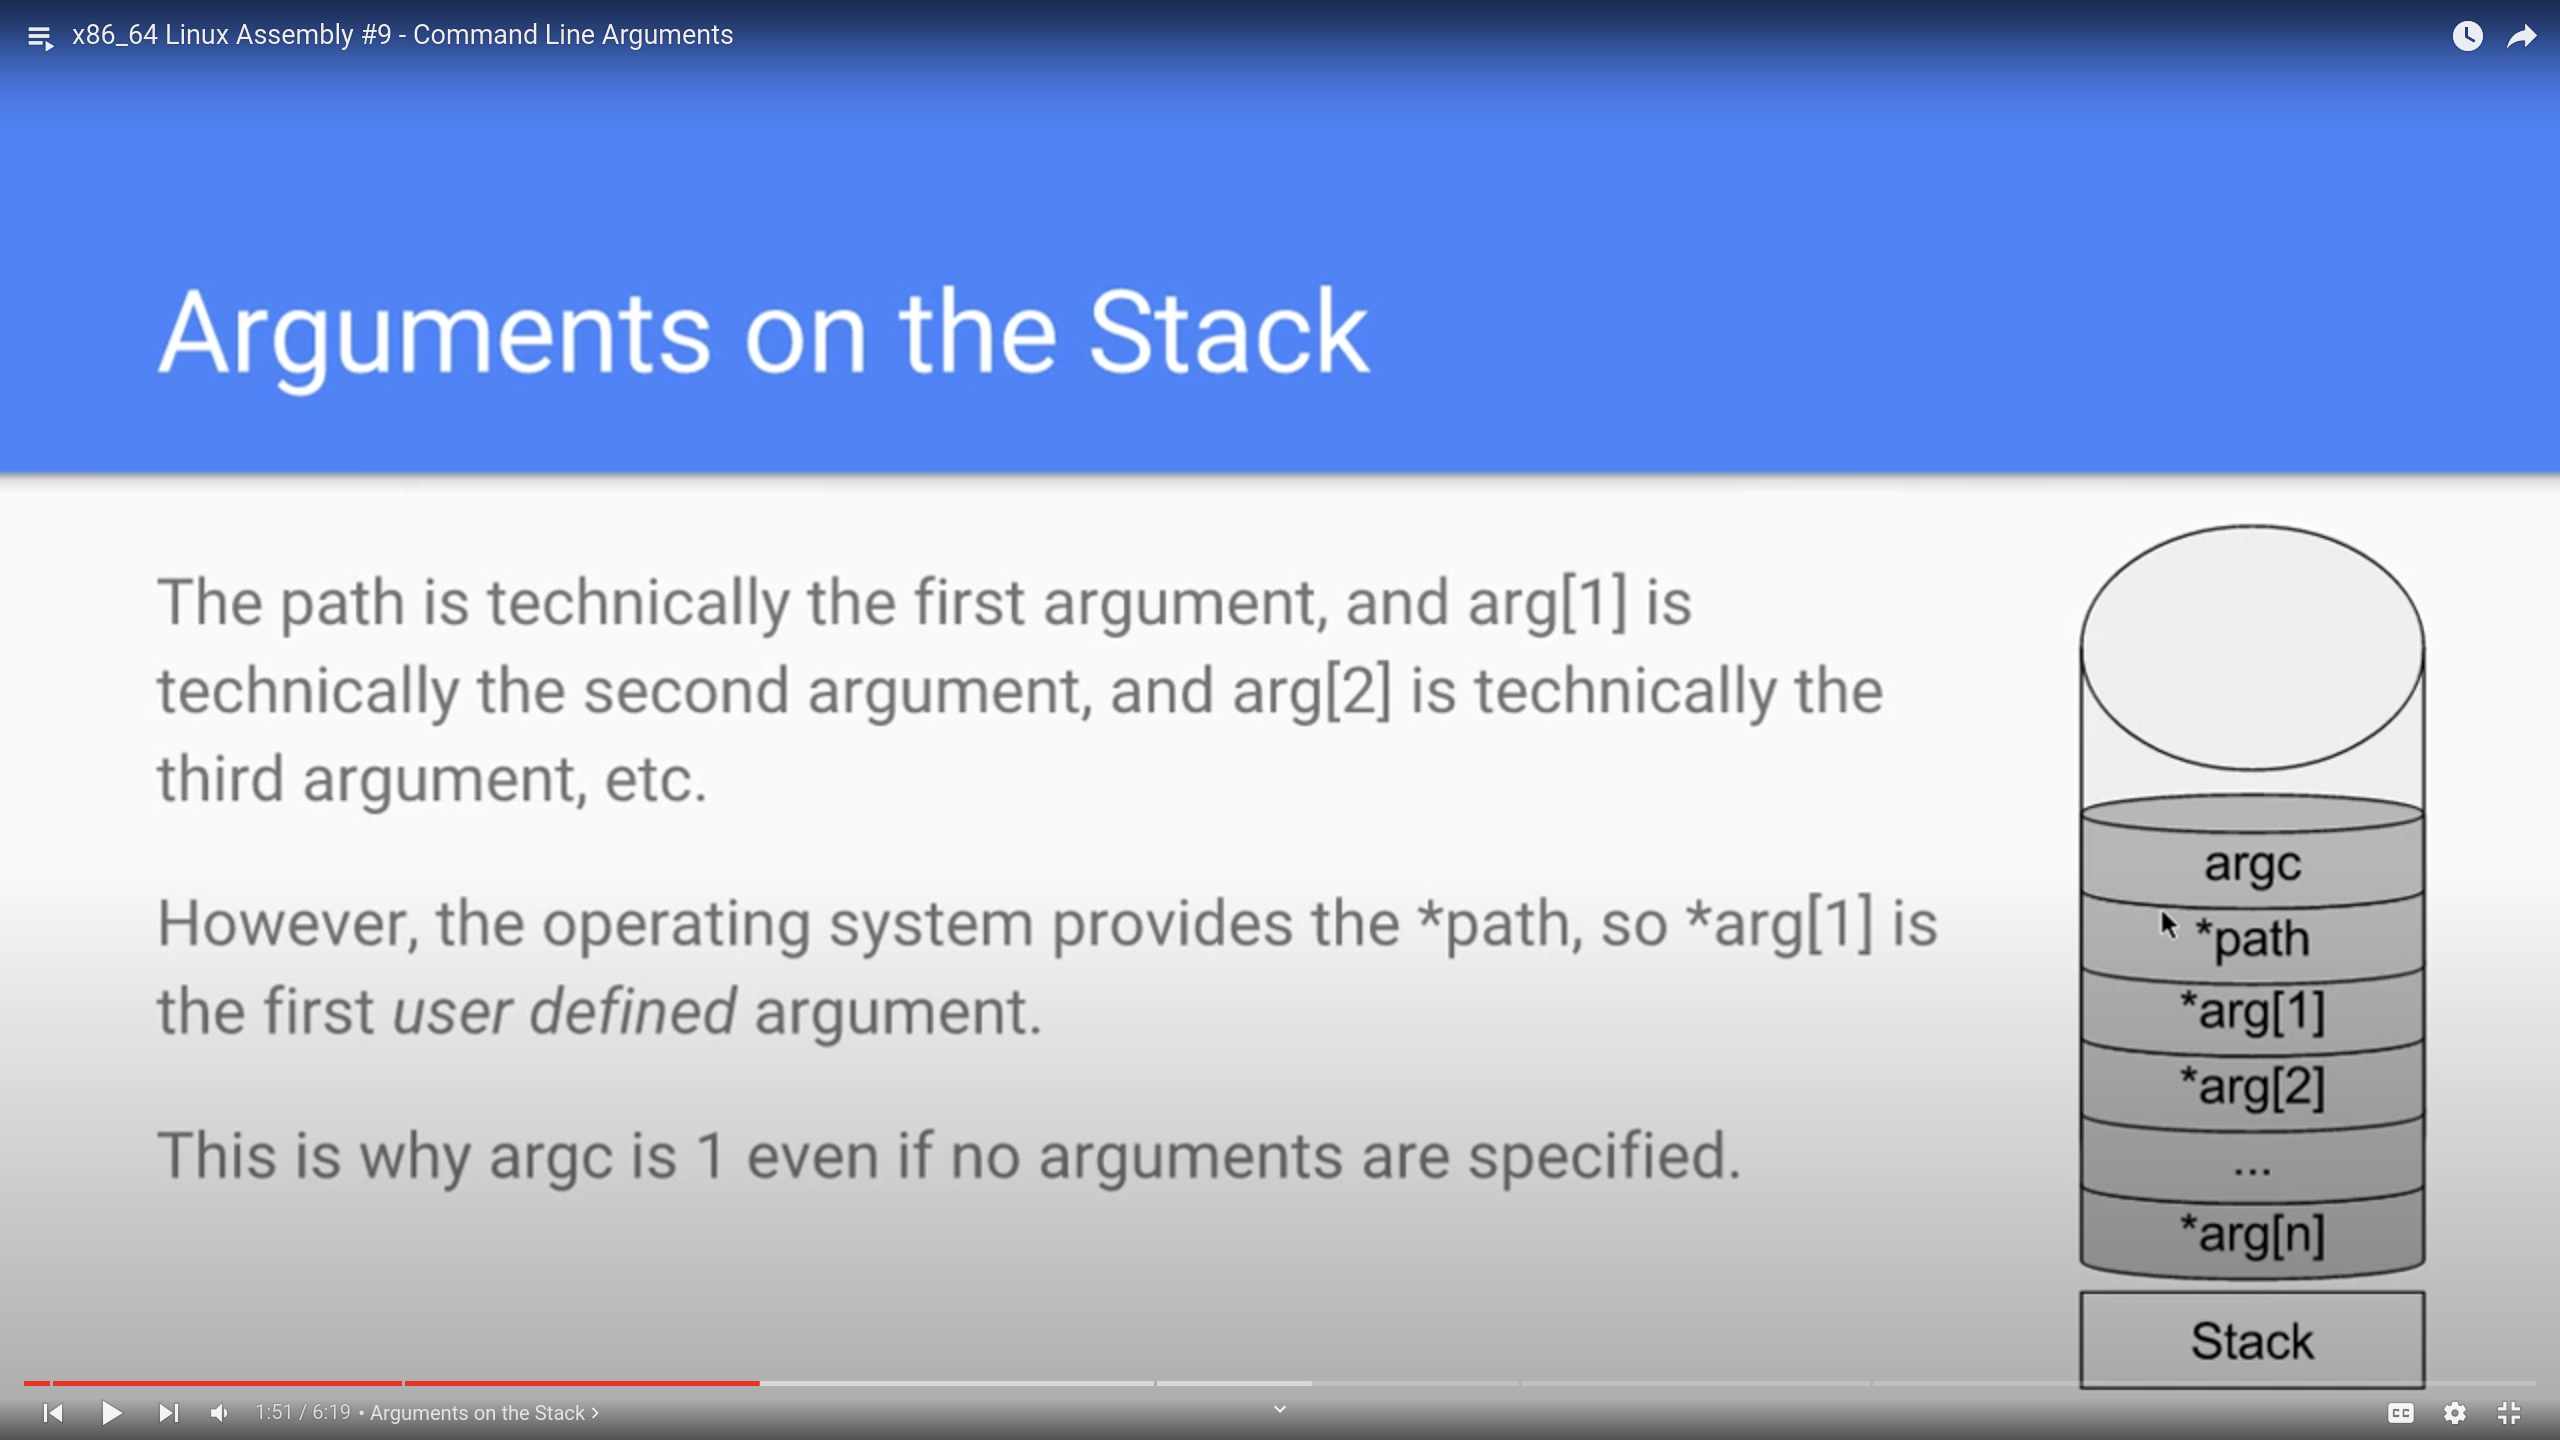 x86_64 Linux Assembly #9 - Command Line Arguments
Arguments on the Stack
The path is technically the first argument, and arg[1] is
technically the second argument, and arg[2] is technically the
third argument, etc.
However, the operating system provides the *path, so *arg[1] is
the first user defined argument.
This is why argc is 1 even if no arguments are specified.
argc
*path
*arg[1]
*arg[2]
...
*arg[n]
Stack
1:51 / 6:19 • Arguments on the Stack >
CC